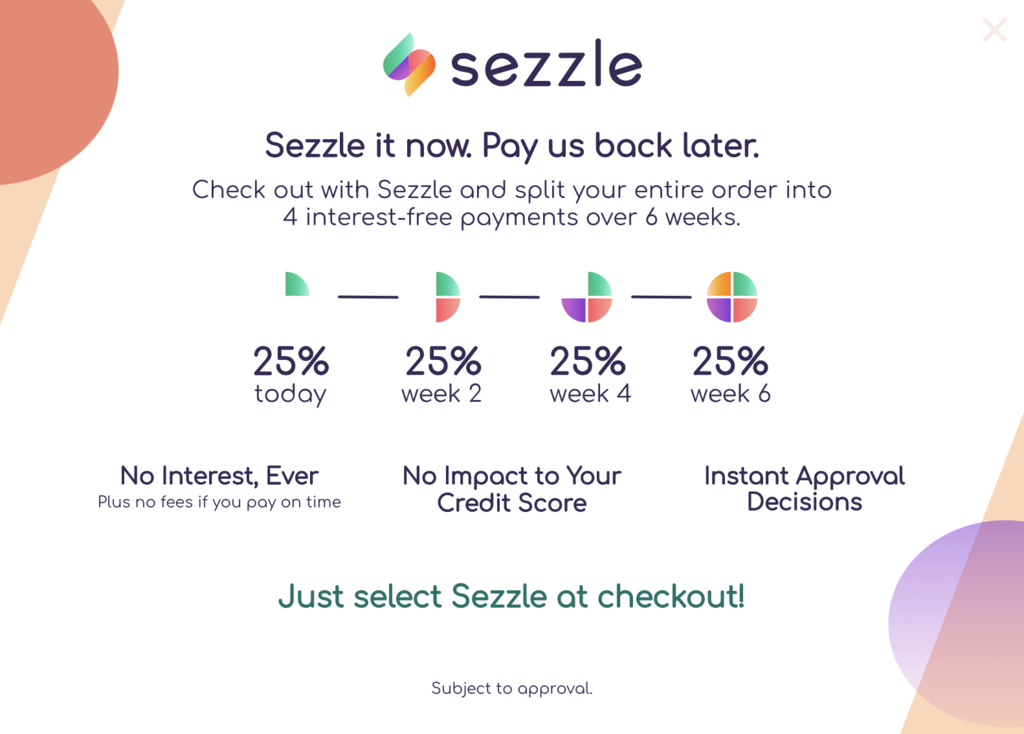 sezzle
Sezzle it now. Pay us back later.
Check out with Sezzle and split your entire order into
4 interest-free payments over 6 weeks.
25%
today
25%
week 2
25%
week 4
25%
week 6
No Interest, Ever
Plus no fees if you pay on time
No Impact to Your
Credit Score
Instant Approval
Decisions
Just select Sezzle at checkout!
Subject to approval.